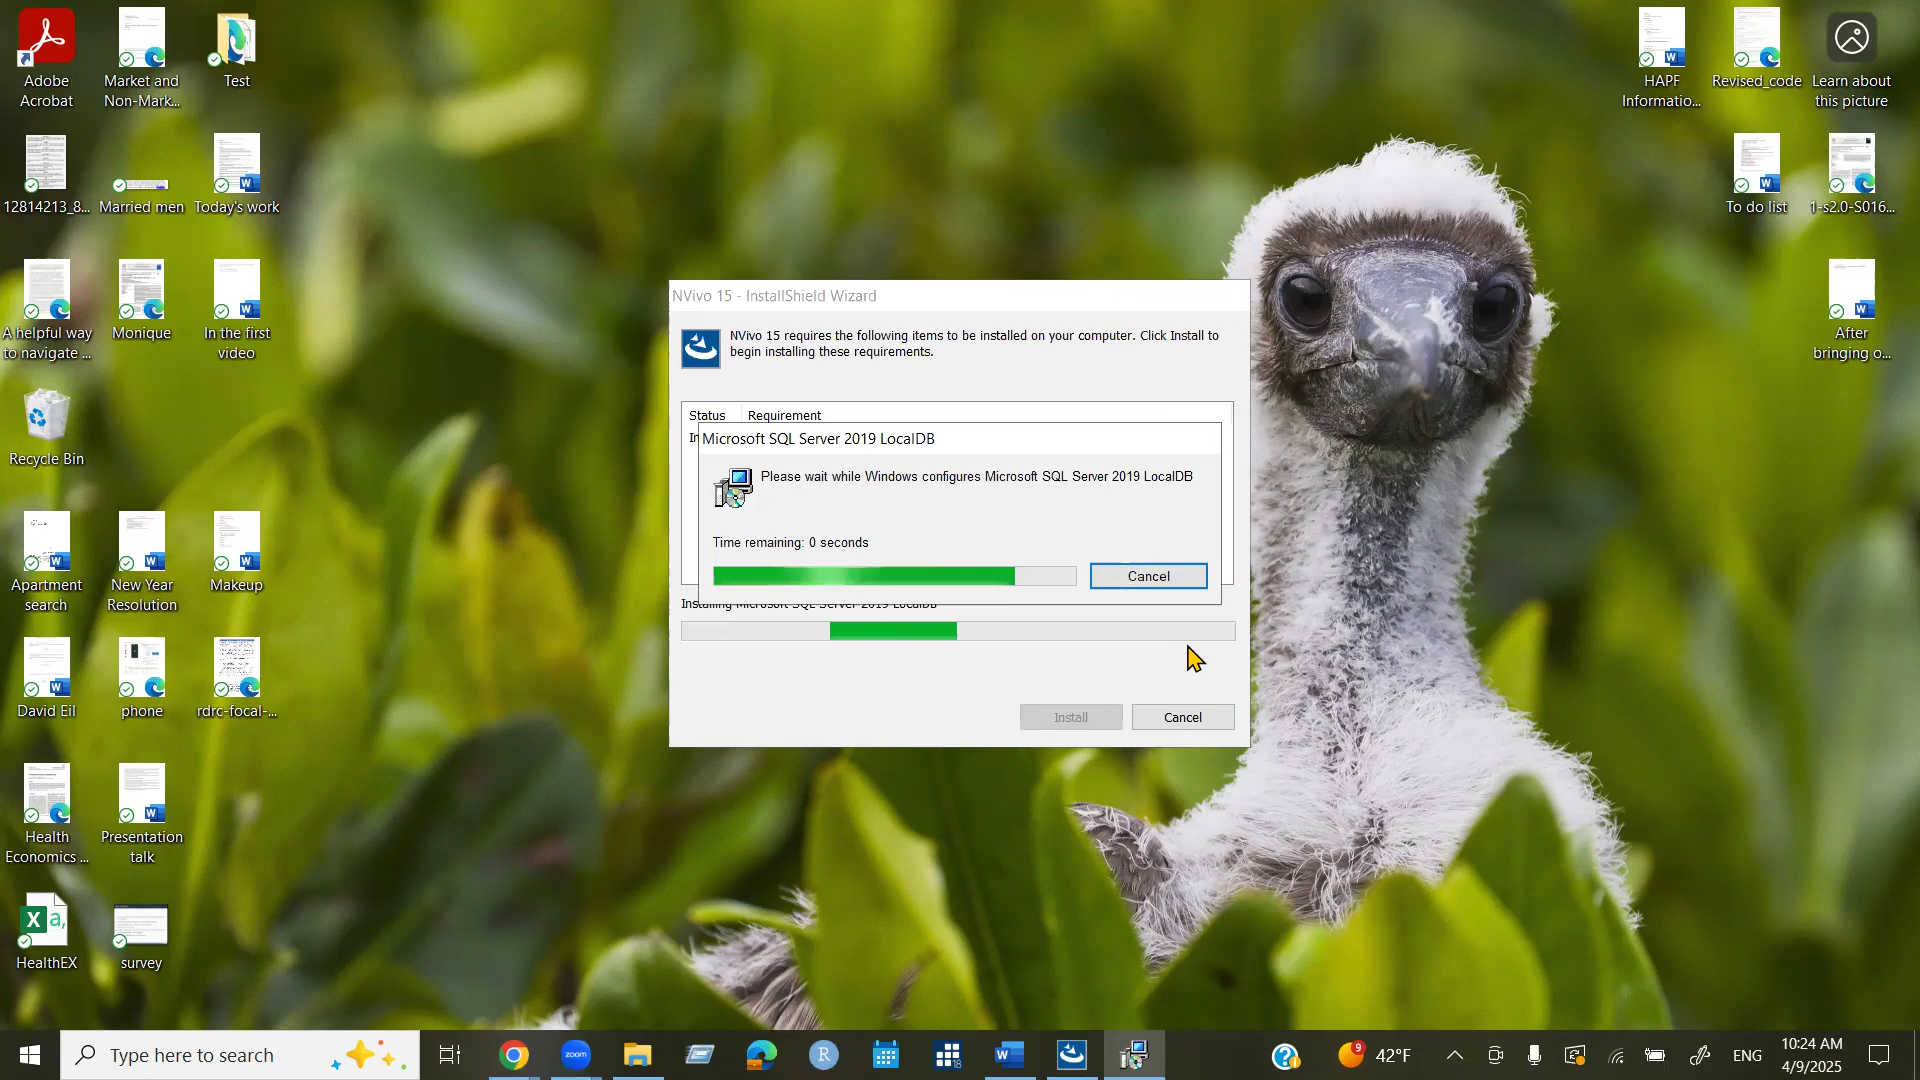 Adobe
Acrobat
Market and
Non-Mark...
Test
HAPF
Informatio...
Revised_code
Learn about
this picture
12814213_8...
Married men
Today's work
To do list
1-s2.0-S016...
A helpful way
to navigate ...
Monique
In the first
video
After
bringing o...
Recycle Bin
Apartment
search
New Year
Resolution
Makeup
David Eil
phone
rdrc-focal-...
Health
Economics ...
Presentation
talk
HealthEX
survey
NVivo 15 - InstallShield Wizard
NVivo 15 requires the following items to be installed on your computer. Click Install to
begin installing these requirements.
Status Requirement
In
Microsoft SQL Server 2019 LocalDB
Please wait while Windows configures Microsoft SQL Server 2019 LocalDB
Time remaining: 0 seconds
Cancel
Installing Microsoft SQL Server 2019 LocalDB
Install
Cancel
Type here to search
zoom
R
18
9
42°F
ENG
10:24 AM
4/9/2025